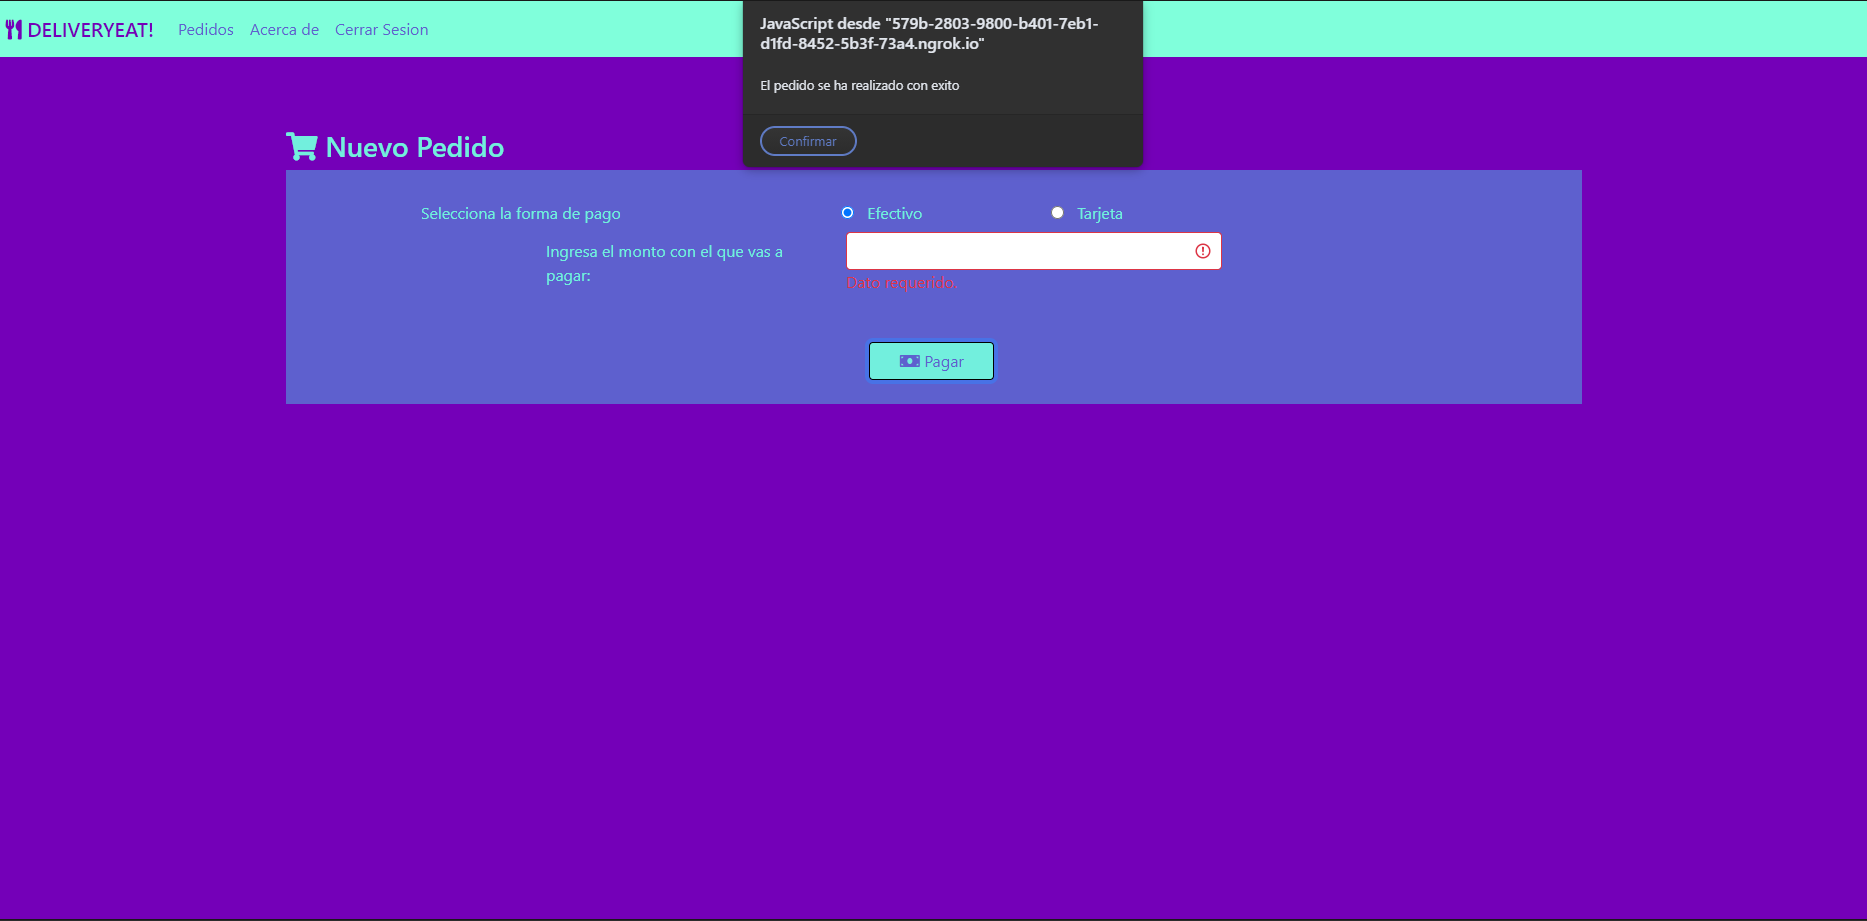 DELIVERYEAT! Pedidos Acerca de Cerrar Sesion
JavaScript desde "579b-2803-9800-b401-7eb1-
d1fd-8452-5b3f-73a4.ngrok.io"
El pedido se ha realizado con exito
Confirmar
Nuevo Pedido
Selecciona la forma de pago Efectivo Tarjeta
Ingresa el monto con el que vas a
pagar:
Dato requerido.
Pagar